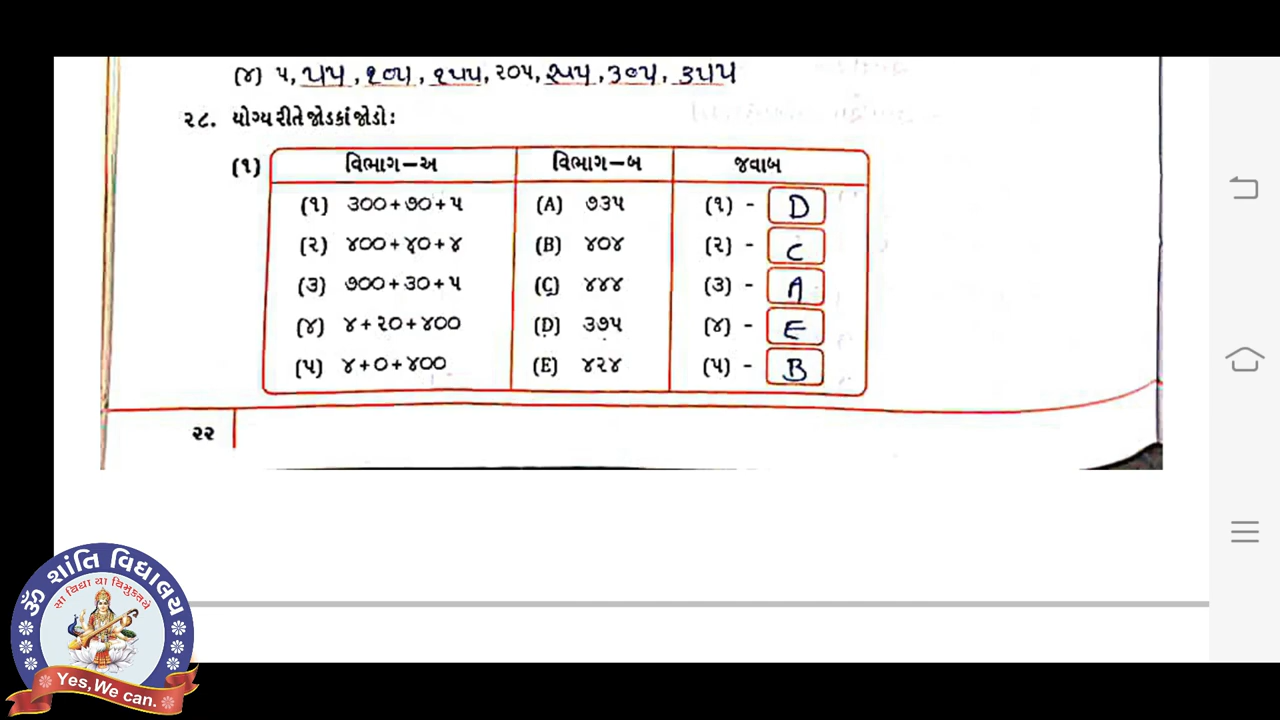 (૪) ૫, ૫૫, ૧૦૫, ૧૫૫, ૨૦૫, ૨૫૫, ૩૦૫, ૩૫૫
૨૮. યોગ્ય રીતે જોડકાં જોડો:
(૧) વિભાગ-અ વિભાગ-બ જવાબ
(૧) ૩૦૦+૭૦+૫ (A) ૭૩૫ (૧) - D
(૨) ૪૦૦+૪૦+૪ (B) ૪૦૪ (૨) - C
(૩) ૭૦૦+૩૦+૫ (C) ૪૪૪ (૩) - A
(૪) ૪+૨૦+૪૦૦ (D) ૩૭૫ (૪) - E
(૫) ૪+૦+૪૦૦ (E) ૪૨૪ (૫) - B
૨૨
ૐ શાંતિ વિદ્યાલય
સા વિદ્યા યા વિમુક્તયે
Yes, We can.